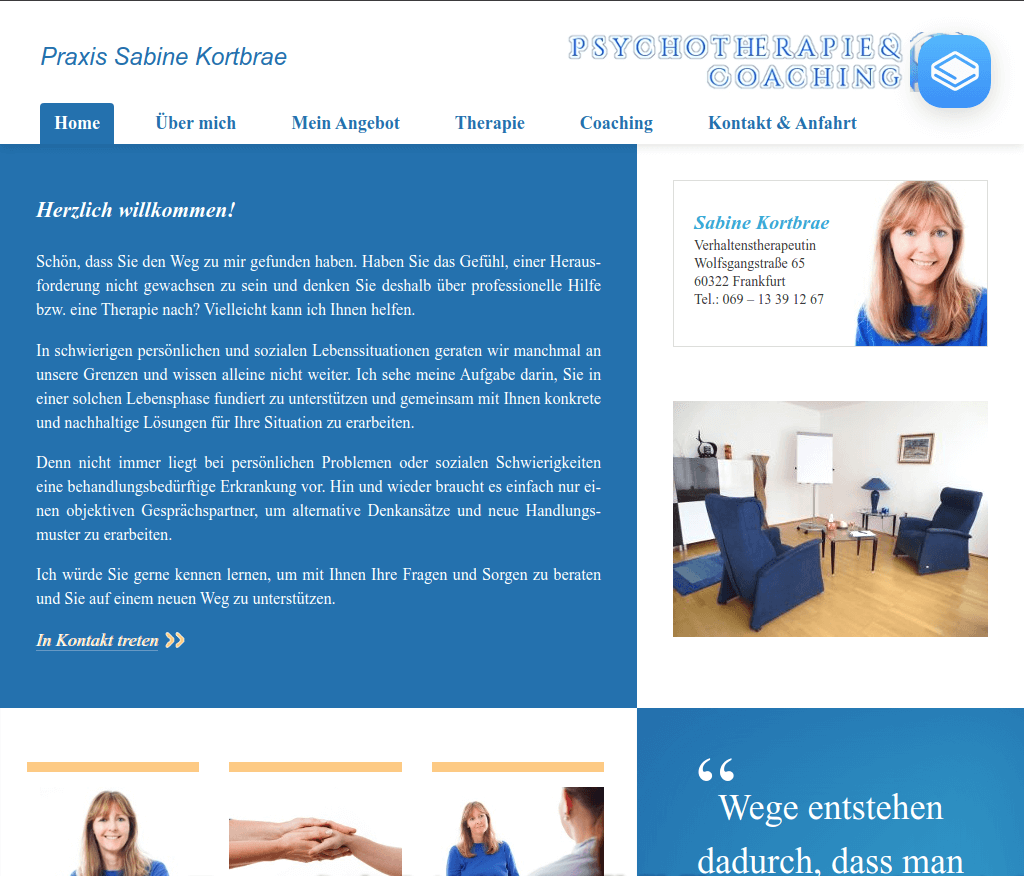 Praxis Sabine Kortbrae
PSYCHOTHERAPIE&
COACHING
Home
Über mich
Mein Angebot
Therapie
Coaching
Kontakt & Anfahrt
Herzlich willkommen!
Schön, dass Sie den Weg zu mir gefunden haben. Haben Sie das Gefühl, einer Heraus-
forderung nicht gewachsen zu sein und denken Sie deshalb über professionelle Hilfe
bzw. eine Therapie nach? Vielleicht kann ich Ihnen helfen.
In schwierigen persönlichen und sozialen Lebenssituationen geraten wir manchmal an
unsere Grenzen und wissen alleine nicht weiter. Ich sehe meine Aufgabe darin, Sie in
einer solchen Lebensphase fundiert zu unterstützen und gemeinsam mit Ihnen konkrete
und nachhaltige Lösungen für Ihre Situation zu erarbeiten.
Denn nicht immer liegt bei persönlichen Problemen oder sozialen Schwierigkeiten
eine behandlungsbedürftige Erkrankung vor. Hin und wieder braucht es einfach nur ei-
nen objektiven Gesprächspartner, um alternative Denkansätze und neue Handlungs-
muster zu erarbeiten.
Ich würde Sie gerne kennen lernen, um mit Ihnen Ihre Fragen und Sorgen zu beraten
und Sie auf einem neuen Weg zu unterstützen.
In Kontakt treten
Sabine Kortbrae
Verhaltenstherapeutin
Wolfsgangstraße 65
60322 Frankfurt
Tel.: 069 – 13 39 12 67
“
Wege entstehen
dadurch, dass man